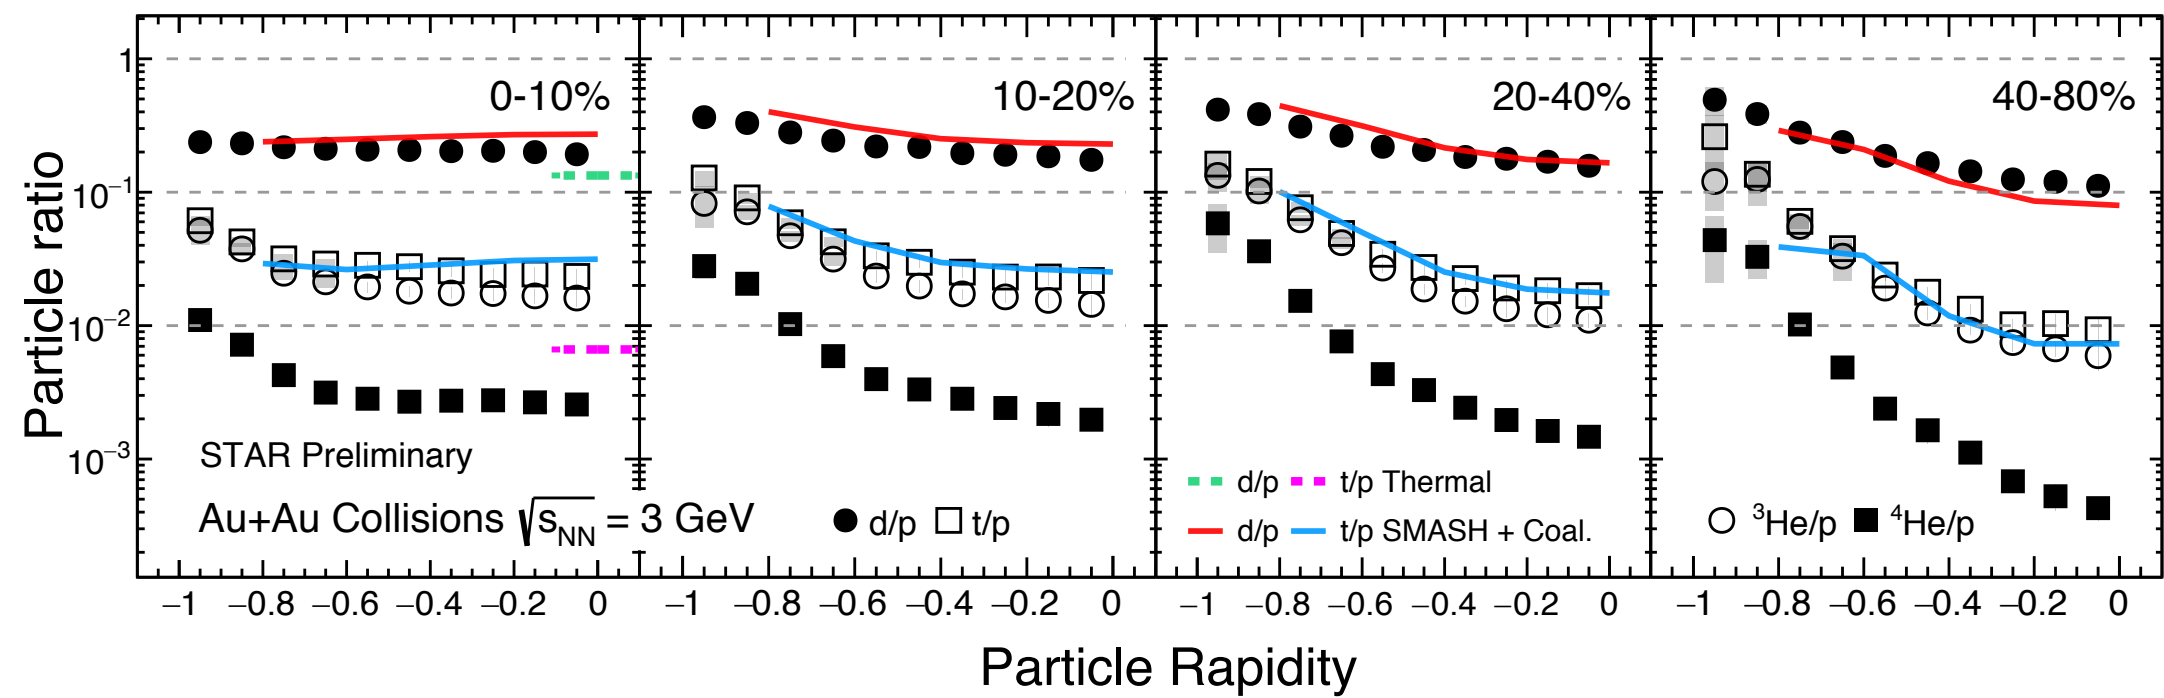 Particle ratio
1
10⁻¹
10⁻²
10⁻³
0-10%
10-20%
20-40%
40-80%
STAR Preliminary
Au+Au Collisions √sNN = 3 GeV
d/p t/p
d/p t/p Thermal
d/p t/p SMASH + Coal.
³He/p ⁴He/p
−1 −0.8 −0.6 −0.4 −0.2 0
−1 −0.8 −0.6 −0.4 −0.2 0
−1 −0.8 −0.6 −0.4 −0.2 0
−1 −0.8 −0.6 −0.4 −0.2 0
Particle Rapidity